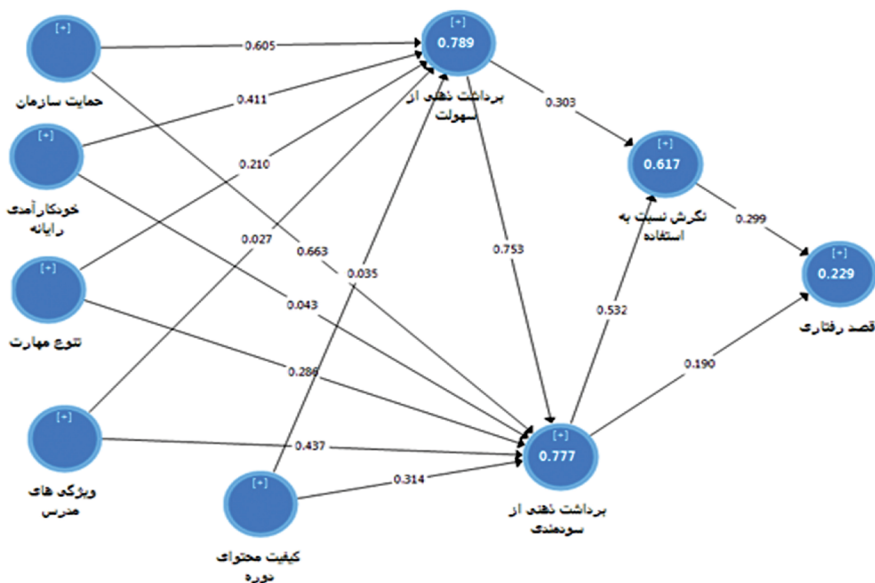 [+]
حمایت سازمان
[+]
خودکارآمدی
رایانه
[+]
تنوع مهارت
[+]
ویژگی های
مدرس
[+]
کیفیت محتوای
دوره
[+]
0.789
برداشت ذهنی از
سهولت
[+]
0.777
برداشت ذهنی از
سودمندی
[+]
0.617
نگرش نسبت به
استفاده
[+]
0.229
قصد رفتاری
0.605
0.411
0.210
0.027
0.035
0.663
0.043
0.286
0.437
0.314
0.753
0.303
0.532
0.299
0.190